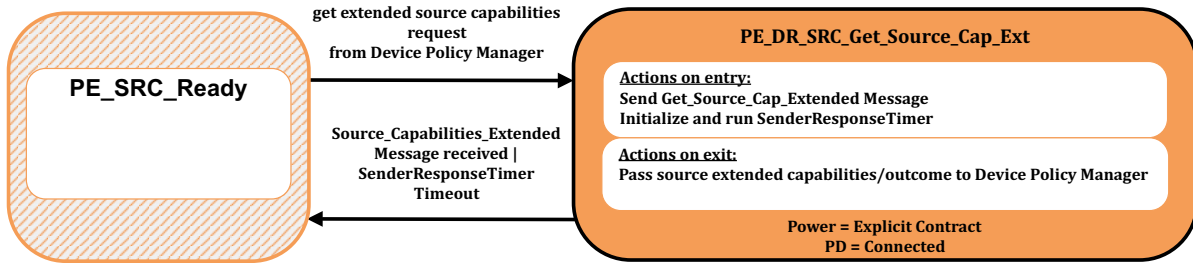 PE_SRC_Ready
get extended source capabilities
request
from Device Policy Manager
Source_Capabilities_Extended
Message received |
SenderResponseTimer
Timeout
PE_DR_SRC_Get_Source_Cap_Ext
Actions on entry:
Send Get_Source_Cap_Extended Message
Initialize and run SenderResponseTimer
Actions on exit:
Pass source extended capabilities/outcome to Device Policy Manager
Power = Explicit Contract
PD = Connected